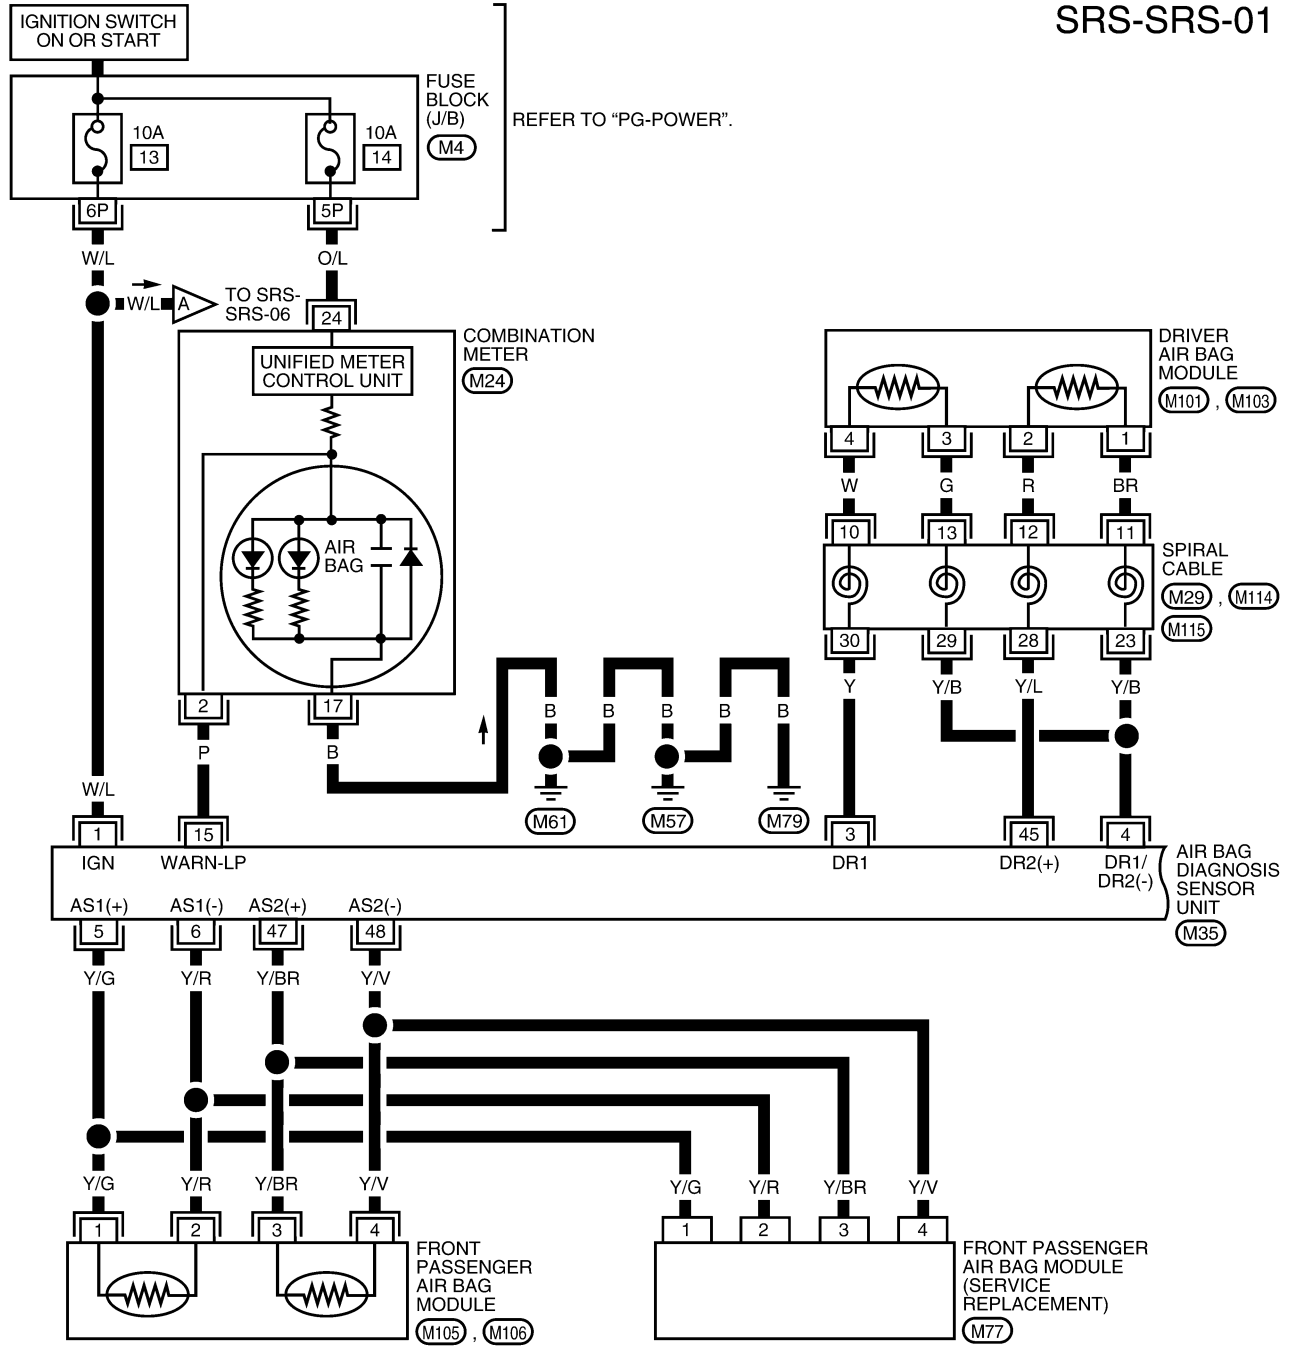 SRS-SRS-01
IGNITION SWITCH
ON OR START
FUSE
BLOCK
(J/B)
M4
REFER TO “PG-POWER”.
10A
13
10A
14
6P
5P
W/L
O/L
W/L
A
TO SRS-
SRS-06
24
COMBINATION
METER
M24
UNIFIED METER
CONTROL UNIT
AIR
BAG
DRIVER
AIR BAG
MODULE
M101 , M103
4 3 2 1
W G R BR
10 13 12 11
SPIRAL
CABLE
M29 , M114
M115
30 29 28 23
Y Y/B Y/L Y/B
2 17
P B
B B B B B
M61 M57 M79
W/L
1 15 3 45 4
IGN WARN-LP DR1 DR2(+) DR1/
DR2(-)
AIR BAG
DIAGNOSIS
SENSOR
UNIT
M35
AS1(+) AS1(-) AS2(+) AS2(-)
5 6 47 48
Y/G Y/R Y/BR Y/V
Y/G Y/R Y/BR Y/V
Y/G Y/R Y/BR Y/V
1 2 3 4
1 2 3 4
FRONT
PASSENGER
AIR BAG
MODULE
M105 , M106
FRONT PASSENGER
AIR BAG MODULE
(SERVICE
REPLACEMENT)
M77